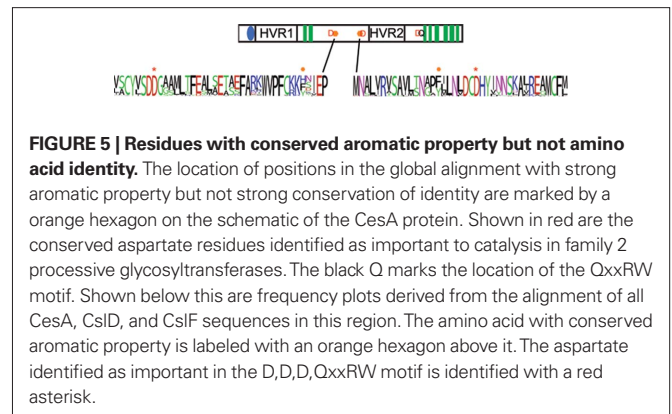 HVR1 D D HVR2 D Q
VSCYVSDDGAAMLTFEALSETAEFARKWVPFCKKHNIEP MNALVRVSAVLTNAPFLLNLDCDHYINNSKAIREAMCFM
FIGURE 5 | Residues with conserved aromatic property but not amino
acid identity. The location of positions in the global alignment with strong
aromatic property but not strong conservation of identity are marked by a
orange hexagon on the schematic of the CesA protein. Shown in red are the
conserved aspartate residues identified as important to catalysis in family 2
processive glycosyltransferases. The black Q marks the location of the QxxRW
motif. Shown below this are frequency plots derived from the alignment of all
CesA, CslD, and CslF sequences in this region. The amino acid with conserved
aromatic property is labeled with an orange hexagon above it. The aspartate
identified as important in the D,D,D,QxxRW motif is identified with a red
asterisk.